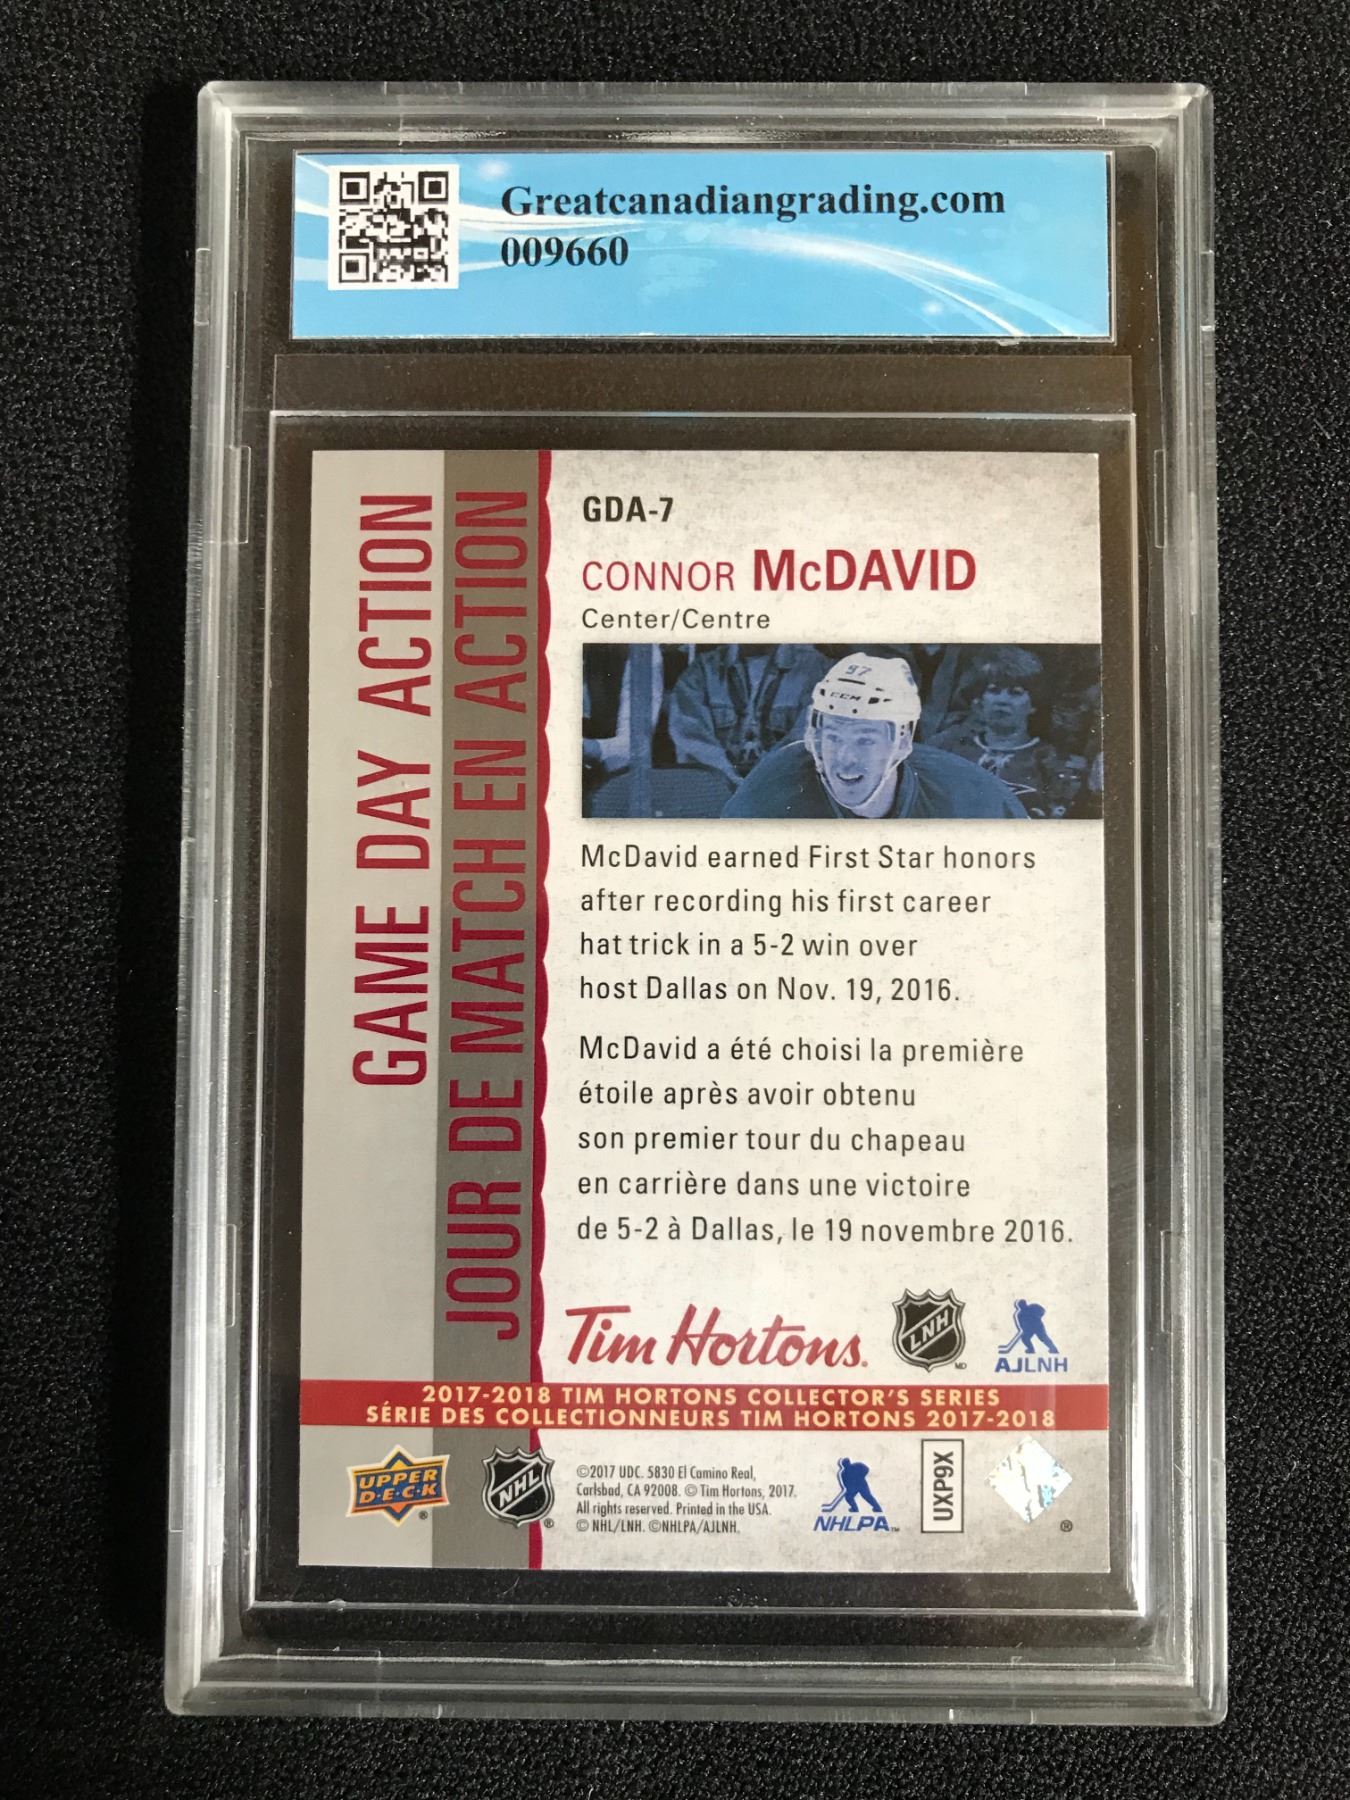 Greatcanadiangrading.com
009660
GAME DAY ACTION
JOUR DE MATCH EN ACTION
GDA-7
CONNOR McDAVID
Center/Centre
97
CCM
McDavid earned First Star honors
after recording his first career
hat trick in a 5-2 win over
host Dallas on Nov. 19, 2016.
McDavid a été choisi la première
étoile après avoir obtenu
son premier tour du chapeau
en carrière dans une victoire
de 5-2 à Dallas, le 19 novembre 2016.
Tim Hortons®
LNH
MD
AJLNH
2017-2018 TIM HORTONS COLLECTOR'S SERIES
SÉRIE DES COLLECTIONNEURS TIM HORTONS 2017-2018
UPPER
D·E·C·K
®
NHL
®
©2017 UDC. 5830 El Camino Real,
Carlsbad, CA 92008. © Tim Hortons, 2017.
All rights reserved. Printed in the USA.
© NHL/LNH. ©NHLPA/AJLNH.
NHLPA™
UXP9X
®